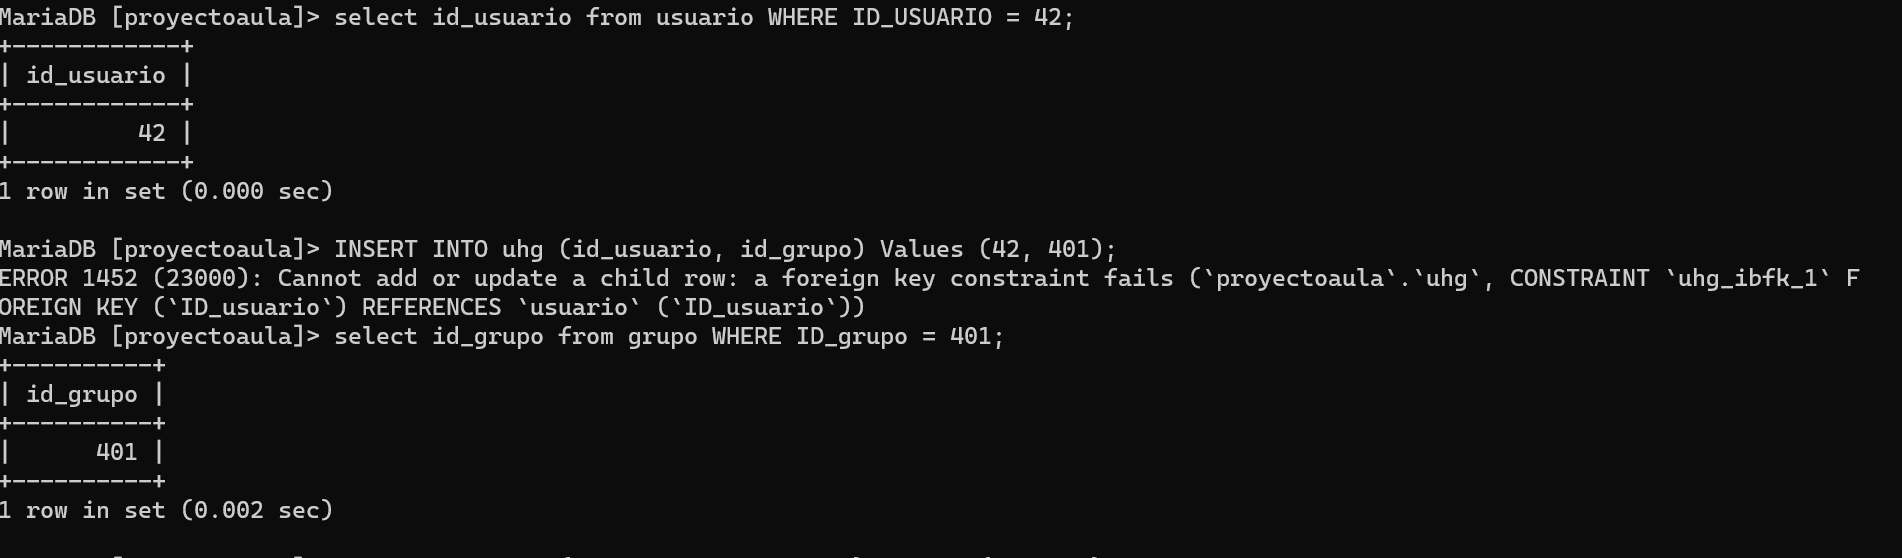 MariaDB [proyectoaula]> select id_usuario from usuario WHERE ID_USUARIO = 42;
+------------+
| id_usuario |
+------------+
|         42 |
+------------+
1 row in set (0.000 sec)

MariaDB [proyectoaula]> INSERT INTO uhg (id_usuario, id_grupo) Values (42, 401);
ERROR 1452 (23000): Cannot add or update a child row: a foreign key constraint fails (`proyectoaula`.`uhg`, CONSTRAINT `uhg_ibfk_1` F
OREIGN KEY (`ID_usuario`) REFERENCES `usuario` (`ID_usuario`))
MariaDB [proyectoaula]> select id_grupo from grupo WHERE ID_grupo = 401;
+----------+
| id_grupo |
+----------+
|      401 |
+----------+
1 row in set (0.002 sec)